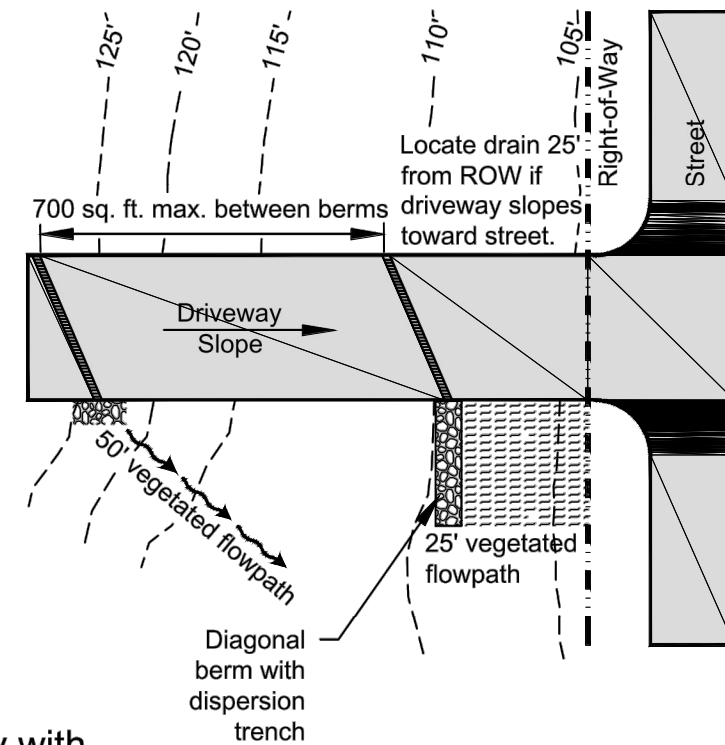 125'
120'
115'
110'
105'
Right-of-Way
Street
Locate drain 25'
from ROW if
driveway slopes
toward street.
700 sq. ft. max. between berms
Driveway
Slope
50' vegetated flowpath
25' vegetated
flowpath
Diagonal
berm with
dispersion
trench
with